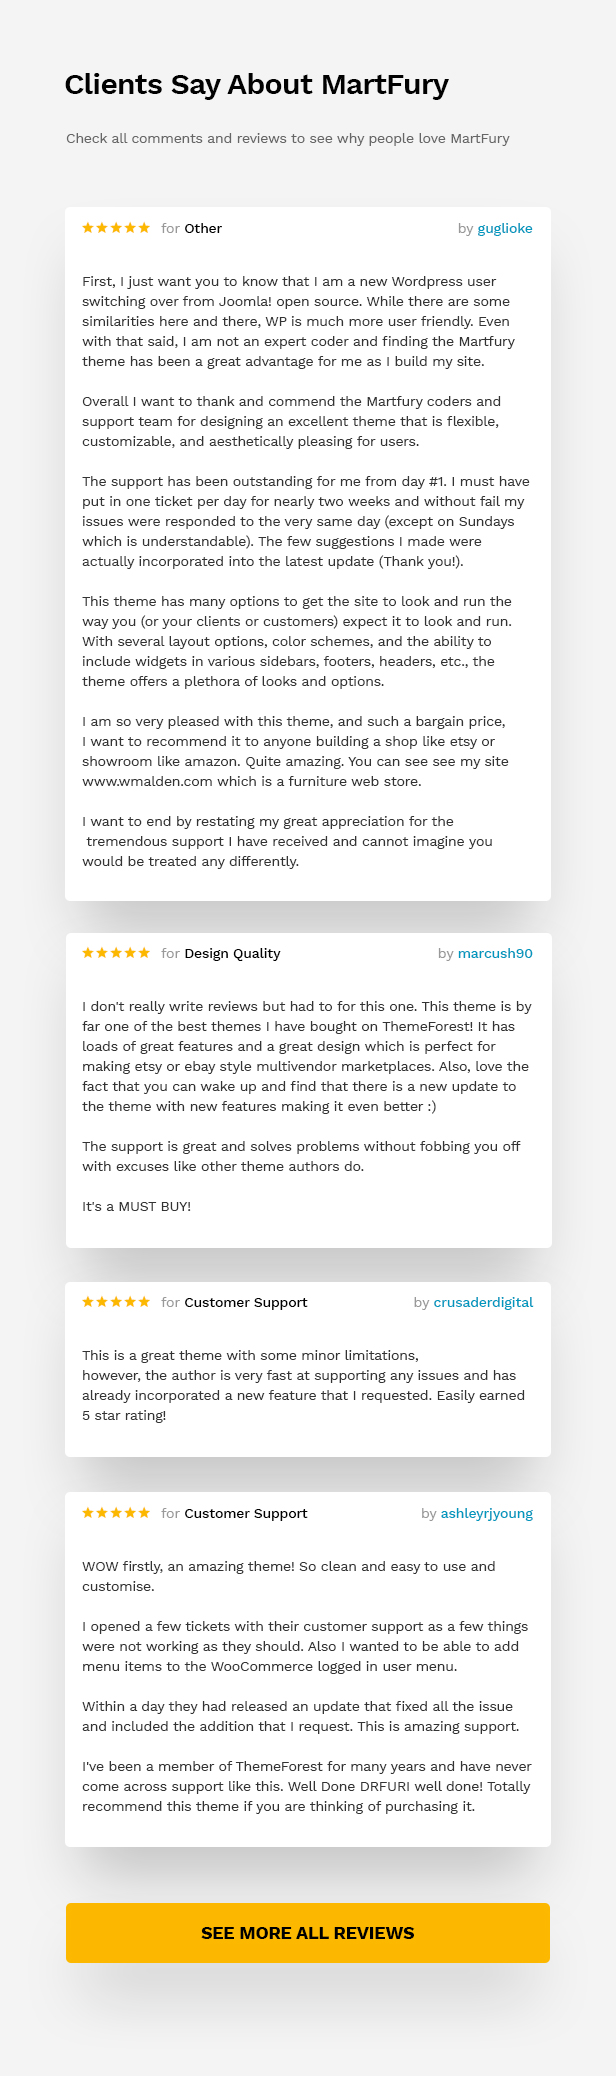 Clients Say About MartFury
Check all comments and reviews to see why people love MartFury
for Other by guglioke
First, I just want you to know that I am a new Wordpress user
switching over from Joomla! open source. While there are some
similarities here and there, WP is much more user friendly. Even
with that said, I am not an expert coder and finding the Martfury
theme has been a great advantage for me as I build my site.
Overall I want to thank and commend the Martfury coders and
support team for designing an excellent theme that is flexible,
customizable, and aesthetically pleasing for users.
The support has been outstanding for me from day #1. I must have
put in one ticket per day for nearly two weeks and without fail my
issues were responded to the very same day (except on Sundays
which is understandable). The few suggestions I made were
actually incorporated into the latest update (Thank you!).
This theme has many options to get the site to look and run the
way you (or your clients or customers) expect it to look and run.
With several layout options, color schemes, and the ability to
include widgets in various sidebars, footers, headers, etc., the
theme offers a plethora of looks and options.
I am so very pleased with this theme, and such a bargain price,
I want to recommend it to anyone building a shop like etsy or
showroom like amazon. Quite amazing. You can see see my site
www.wmalden.com which is a furniture web store.
I want to end by restating my great appreciation for the
tremendous support I have received and cannot imagine you
would be treated any differently.
for Design Quality by marcush90
I don't really write reviews but had to for this one. This theme is by
far one of the best themes I have bought on ThemeForest! It has
loads of great features and a great design which is perfect for
making etsy or ebay style multivendor marketplaces. Also, love the
fact that you can wake up and find that there is a new update to
the theme with new features making it even better :)
The support is great and solves problems without fobbing you off
with excuses like other theme authors do.
It's a MUST BUY!
for Customer Support by crusaderdigital
This is a great theme with some minor limitations,
however, the author is very fast at supporting any issues and has
already incorporated a new feature that I requested. Easily earned
5 star rating!
for Customer Support by ashleyrjyoung
WOW firstly, an amazing theme! So clean and easy to use and
customise.
I opened a few tickets with their customer support as a few things
were not working as they should. Also I wanted to be able to add
menu items to the WooCommerce logged in user menu.
Within a day they had released an update that fixed all the issue
and included the addition that I request. This is amazing support.
I've been a member of ThemeForest for many years and have never
come across support like this. Well Done DRFURI well done! Totally
recommend this theme if you are thinking of purchasing it.
SEE MORE ALL REVIEWS